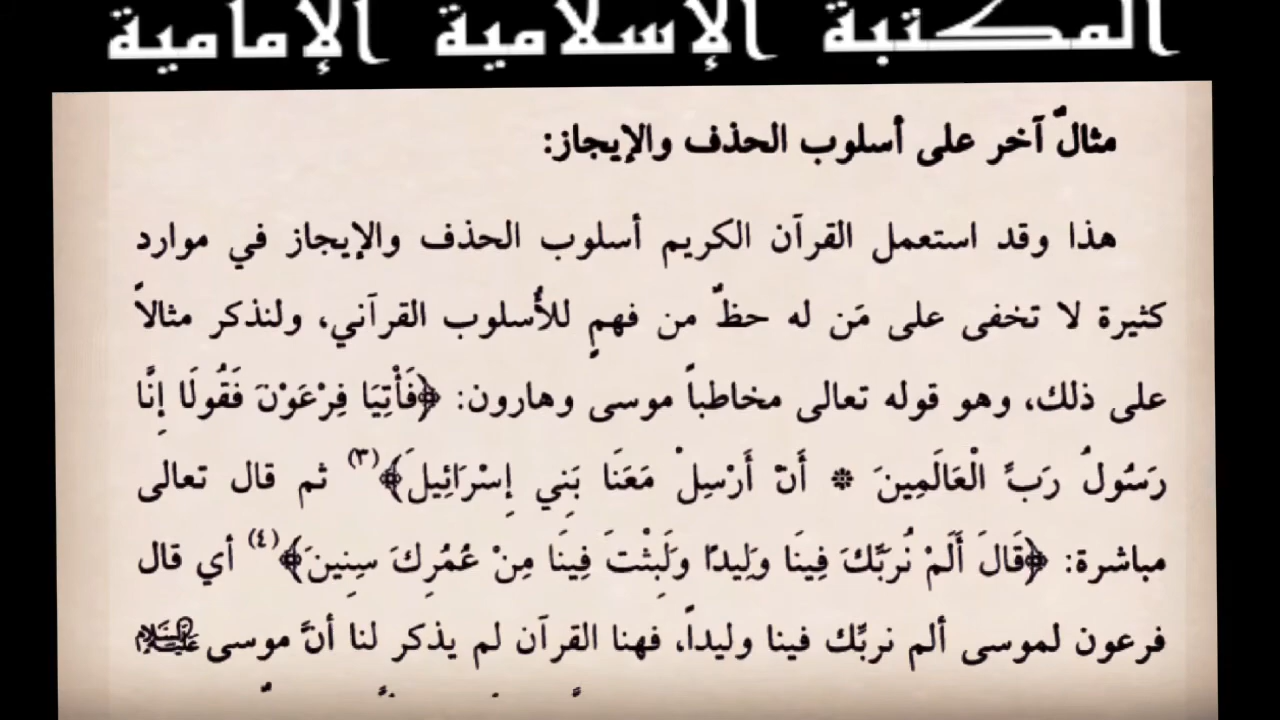 المكتبة الإسلامية الإمامية
مثالٌ آخر على أسلوب الحذف والإيجاز:
هذا وقد استعمل القرآن الكريم أسلوب الحذف والإيجاز في موارد
كثيرة لا تخفى على مَن له حظٌ من فهمٍ للأُسلوب القرآني، ولنذكر مثالاً
على ذلك، وهو قوله تعالى مخاطباً موسى وهارون: ﴿فَأْتِيَا فِرْعَوْنَ فَقُولَا إِنَّا
رَسُولُ رَبِّ الْعَالَمِينَ * أَنْ أَرْسِلْ مَعَنَا بَنِي إِسْرَائِيلَ﴾(٣) ثم قال تعالى
مباشرة: ﴿قَالَ أَلَمْ نُرَبِّكَ فِينَا وَلِيدًا وَلَبِثْتَ فِينَا مِنْ عُمُرِكَ سِنِينَ﴾(٤) أي قال
فرعون لموسى ألم نربِّك فينا وليداً، فهنا القرآن لم يذكر لنا أنَّ موسى عليه السلام